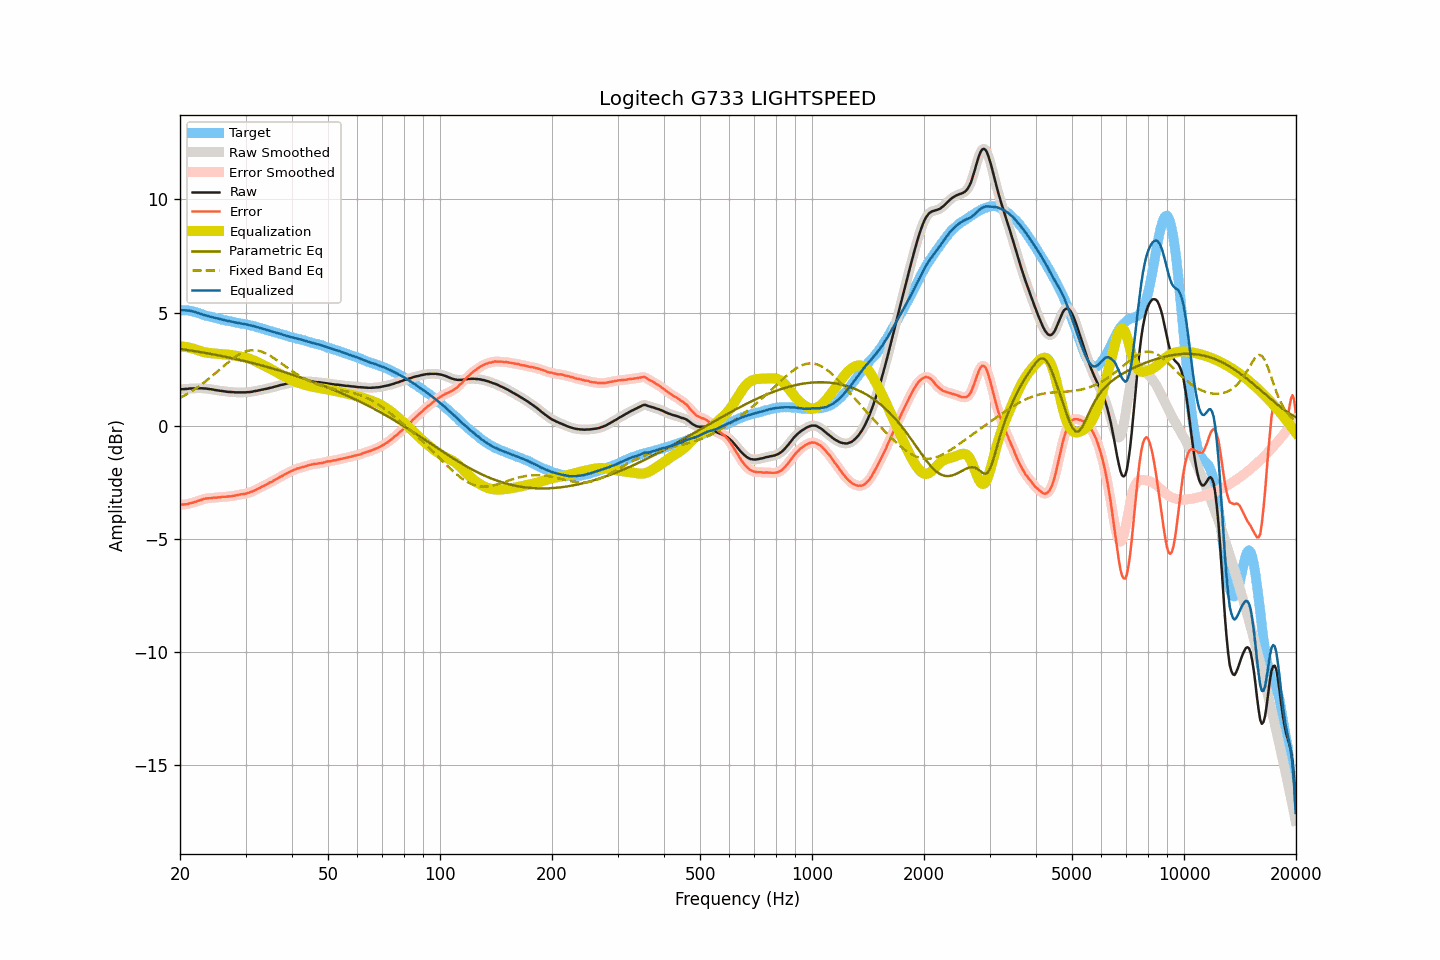 Logitech G733 LIGHTSPEED
Target
Raw Smoothed
Error Smoothed
Raw
Error
Equalization
Parametric Eq
Fixed Band Eq
Equalized
Amplitude (dBr)
10
5
0
−5
−10
−15
20 50 100 200 500 1000 2000 5000 10000 20000
Frequency (Hz)